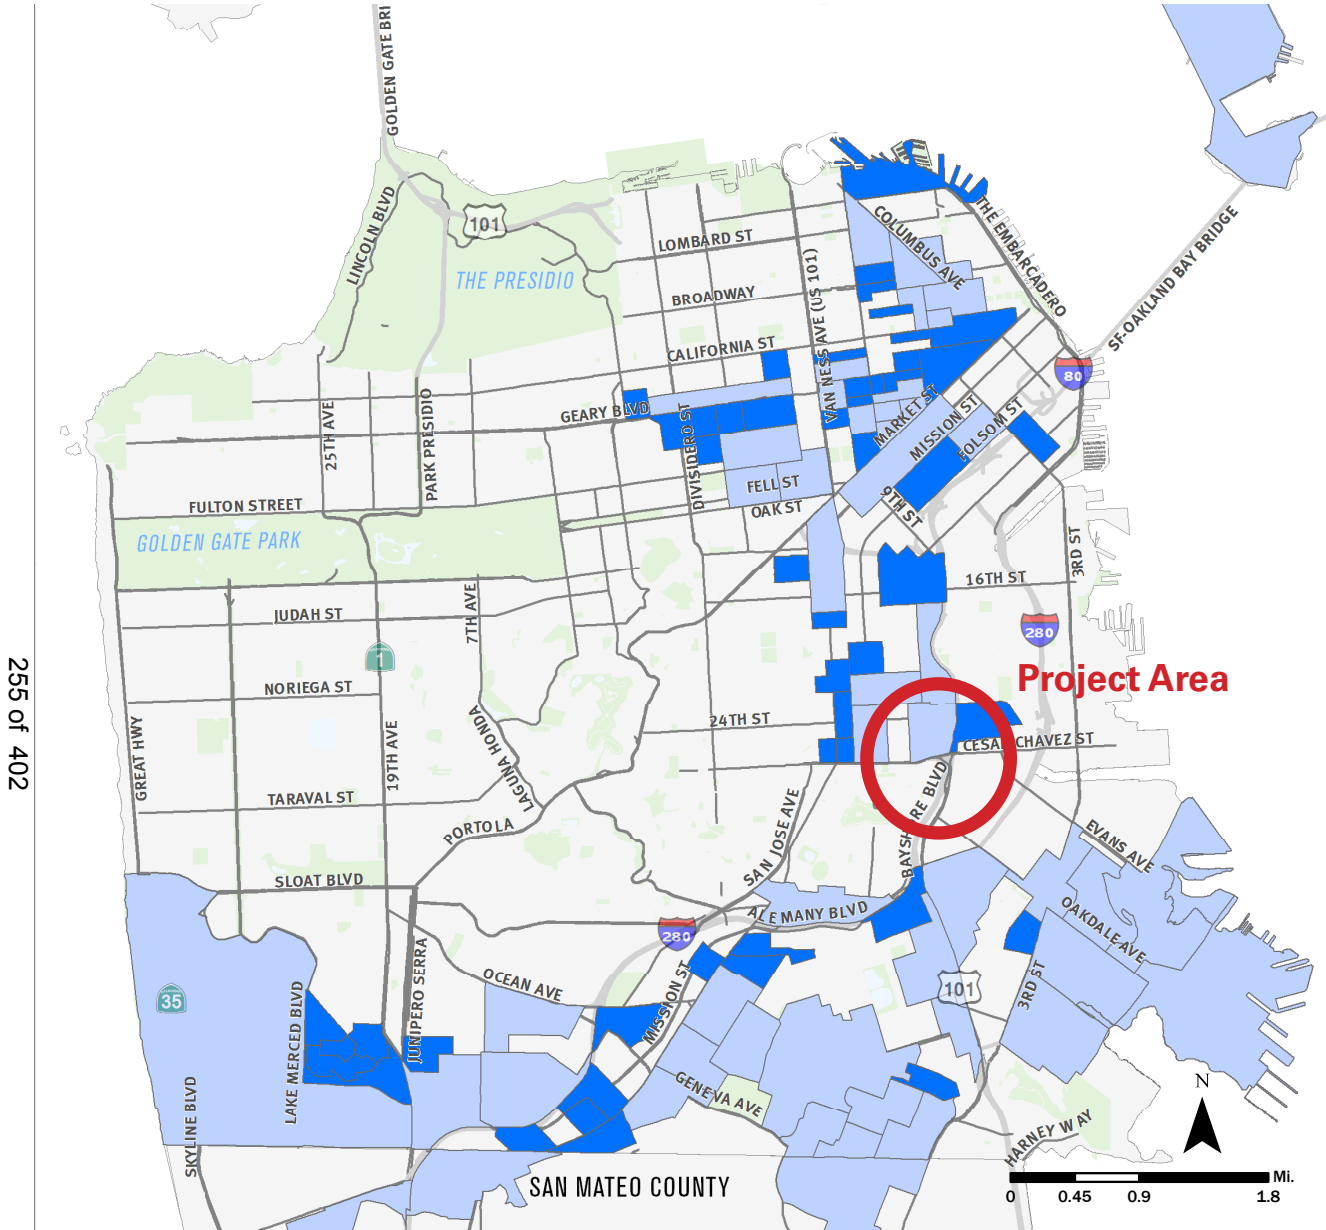 GOLDEN GATE BRI
LINCOLN BLVD
101
THE PRESIDIO
LOMBARD ST
BROADWAY
CALIFORNIA ST
COLUMBUS AVE
THE EMBARCADERO
SF-OAKLAND BAY BRIDGE
VAN NESS AVE (US 101)
80
25TH AVE
PARK PRESIDIO
GEARY BLVD
DIVISIDERO ST
MARKET ST
MISSION ST
FOLSOM ST
FULTON STREET
FELL ST
OAK ST
9TH ST
3RD ST
GOLDEN GATE PARK
16TH ST
JUDAH ST
7TH AVE
280
1
Project Area
NORIEGA ST
24TH ST
CESAR CHAVEZ ST
GREAT HWY
19TH AVE
LAGUNA HONDA
TARAVAL ST
PORTOLA
SAN JOSE AVE
BAYSHORE BLVD
EVANS AVE
SLOAT BLVD
ALEMANY BLVD
OAKDALE AVE
280
JUNIPERO SERRA
OCEAN AVE
MISSION ST
101
3RD ST
35
LAKE MERCED BLVD
GENEVA AVE
SKYLINE BLVD
HARNEY WAY
N
SAN MATEO COUNTY
Mi.
0 0.45 0.9 1.8
255 of 402